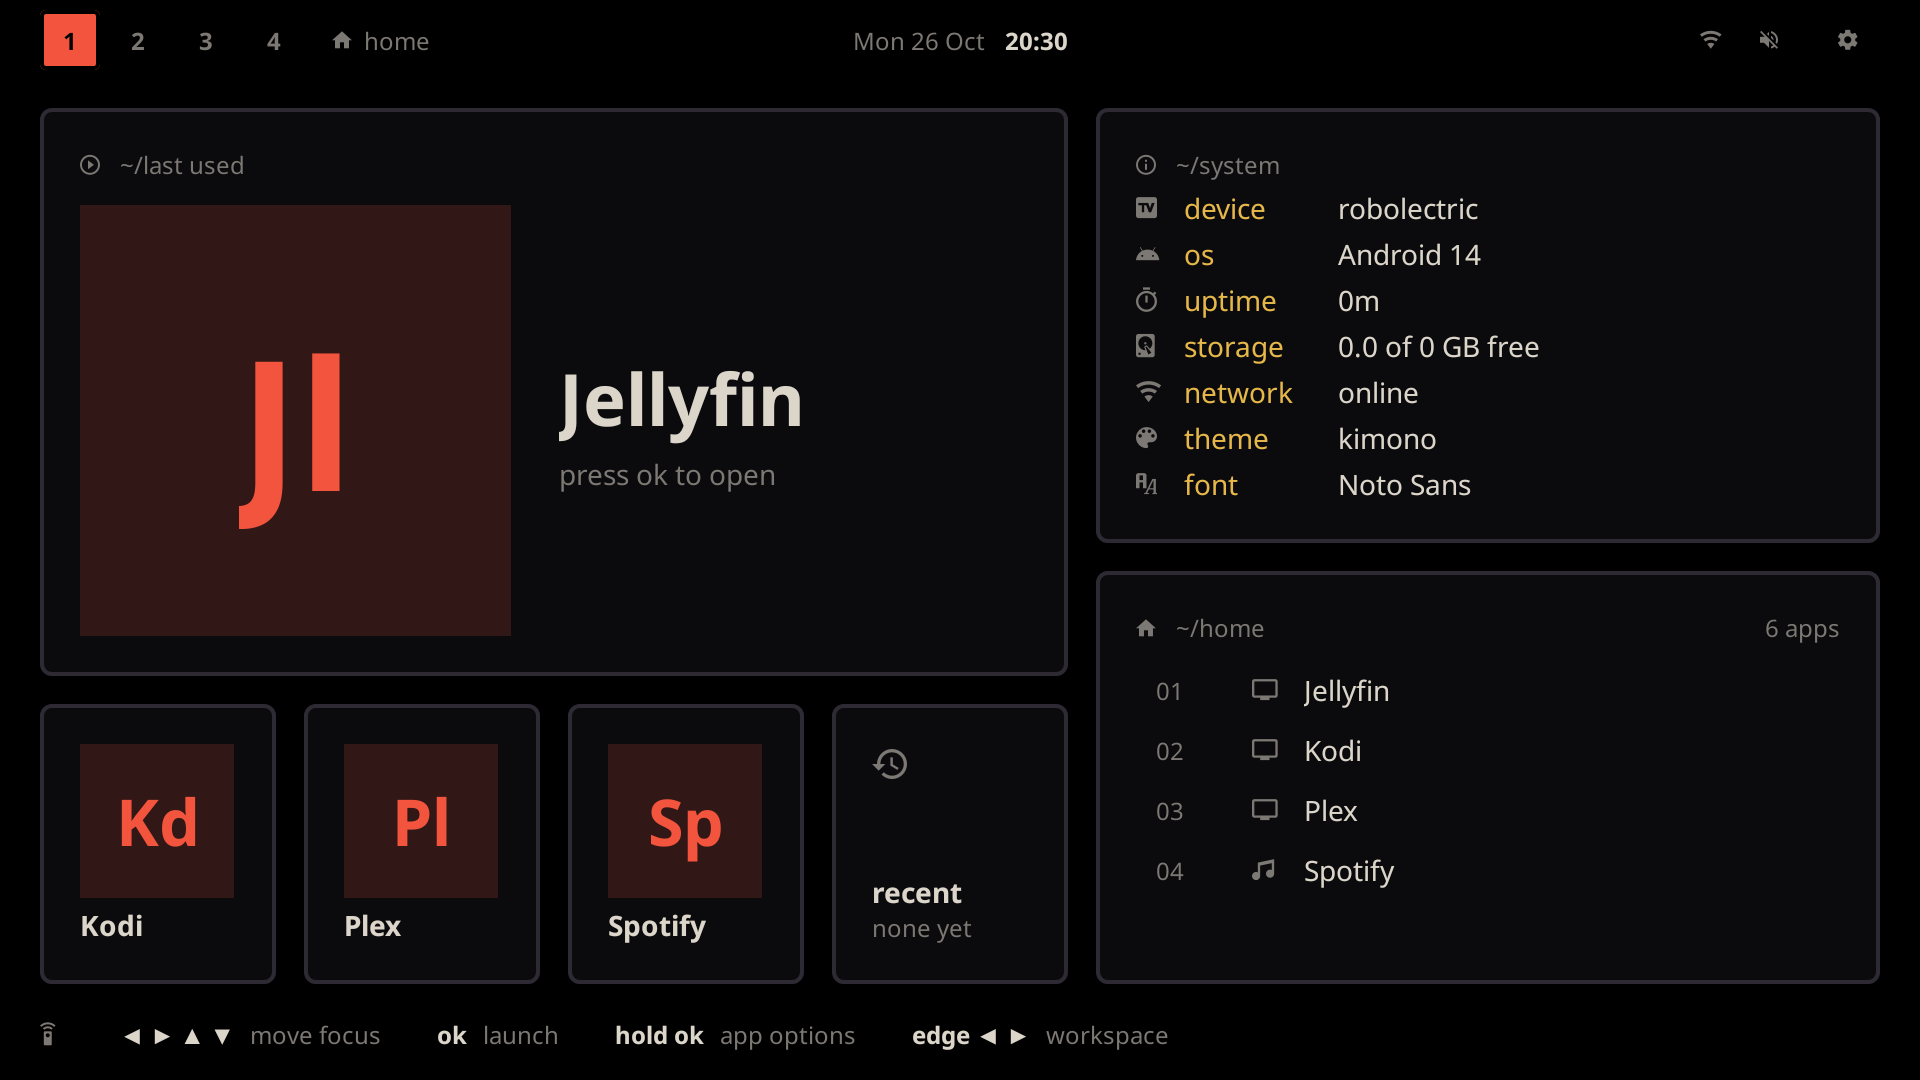 1 2 3 4 home Mon 26 Oct 20:30
~/last used
Jl
Jellyfin
press ok to open
~/system
TV device robolectric
os Android 14
uptime 0m
storage 0.0 of 0 GB free
network online
theme kimono
font Noto Sans
Kd
Kodi
Pl
Plex
Sp
Spotify
recent
none yet
~/home 6 apps
01 Jellyfin
02 Kodi
03 Plex
04 Spotify
◀ ▶ ▲ ▼ move focus ok launch hold ok app options edge ◀ ▶ workspace